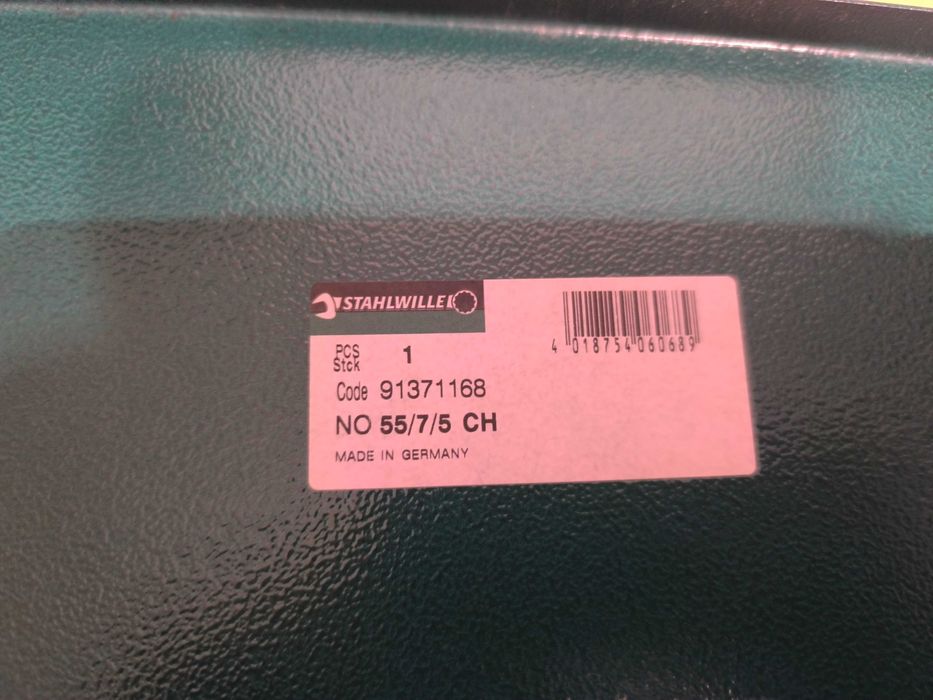 STAHLWILLE
4 018754 060689
PCS
Stck 1
Code 91371168
NO 55/7/5 CH
MADE IN GERMANY